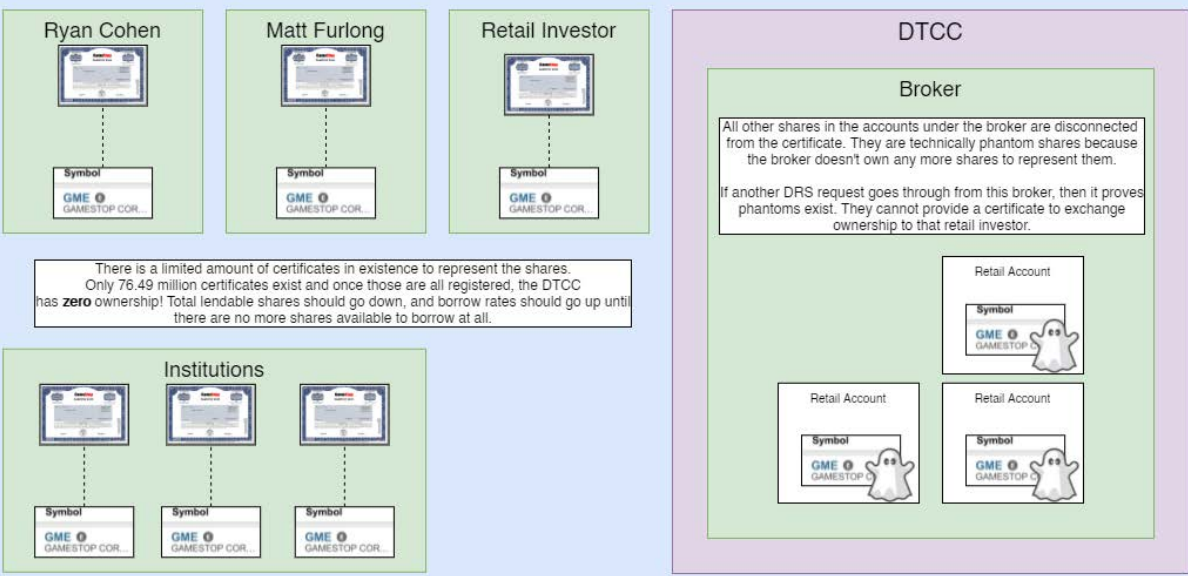 Ryan Cohen
Symbol
GME
GAMESTOP COR...
Matt Furlong
Symbol
GME
GAMESTOP COR...
Retail Investor
Symbol
GME
GAMESTOP COR...
There is a limited amount of certificates in existence to represent the shares.
Only 76.49 million certificates exist and once those are all registered, the DTCC
has zero ownership! Total lendable shares should go down, and borrow rates should go up until
there are no more shares available to borrow at all.
Institutions
Symbol
GME
GAMESTOP COR...
Symbol
GME
GAMESTOP COR...
Symbol
GME
GAMESTOP COR...
DTCC
Broker
All other shares in the accounts under the broker are disconnected
from the certificate. They are technically phantom shares because
the broker doesn't own any more shares to represent them.
If another DRS request goes through from this broker, then it proves
phantoms exist. They cannot provide a certificate to exchange
ownership to that retail investor.
Retail Account
Symbol
GME
GAMESTOP C
Retail Account
Symbol
GME
GAMESTOP C
Retail Account
Symbol
GME
GAMESTOP C